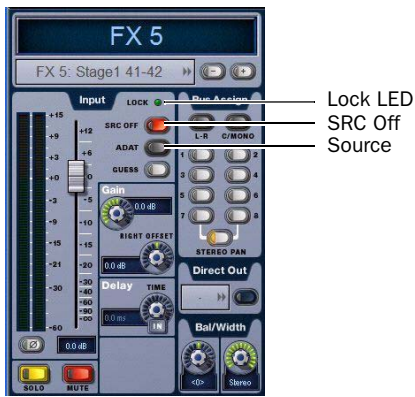 FX 5
FX 5: Stage1 41-42
Input
LOCK
Bus Assign
Lock LED
SRC OFF
L-R
C/MONO
SRC Off
ADAT
Source
GUESS
+15
+9
+3
+0
-3
-9
-15
-21
-30
-60
+12
+6
0
-5
-10
-15
-20
-30
-40
-60
-90
-oo
1
2
3
4
5
6
7
8
STEREO PAN
Gain
0.0 dB
RIGHT OFFSET
0.0 dB
Delay
TIME
0.0 ms
IN
Direct Out
-
Bal/Width
<0>
Stereo
Ø
0.0 dB
SOLO
MUTE